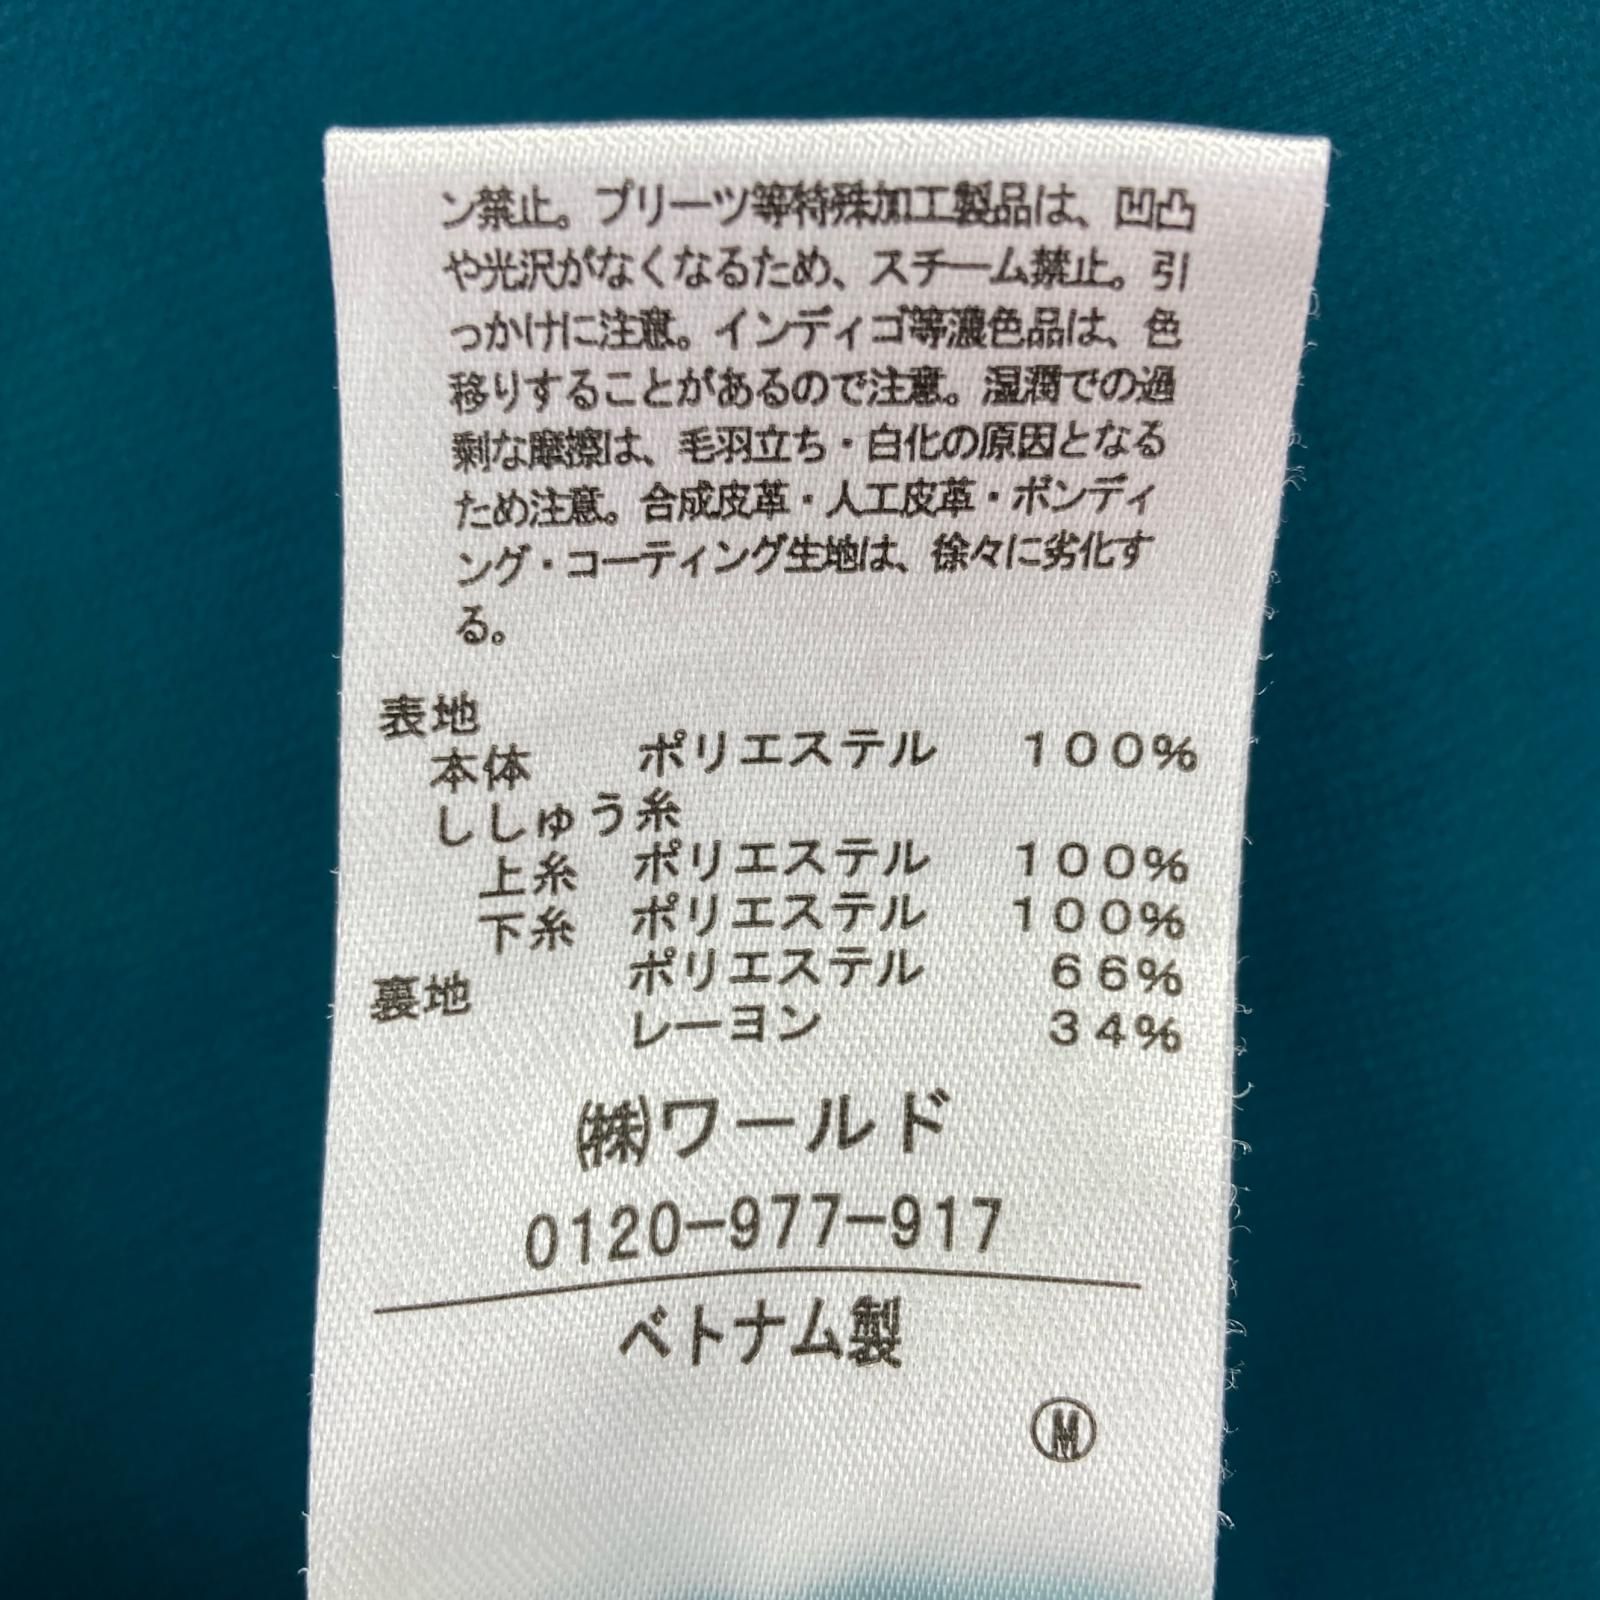 ン禁止。プリーツ等特殊加工製品は、凹凸
や光沢がなくなるため、スチーム禁止。引
っかけに注意。インディゴ等濃色品は、色
移りすることがあるので注意。湿潤での過
剰な摩擦は、毛羽立ち・白化の原因となる
ため注意。合成皮革・人工皮革・ボンディ
ング・コーティング生地は、徐々に劣化す
る。
表地
本体 ポリエステル 100%
ししゅう糸
上糸 ポリエステル 100%
下糸 ポリエステル 100%
裏地 ポリエステル 66%
レーヨン 34%
㈱ワールド
0120-977-917
ベトナム製
Ⓜ